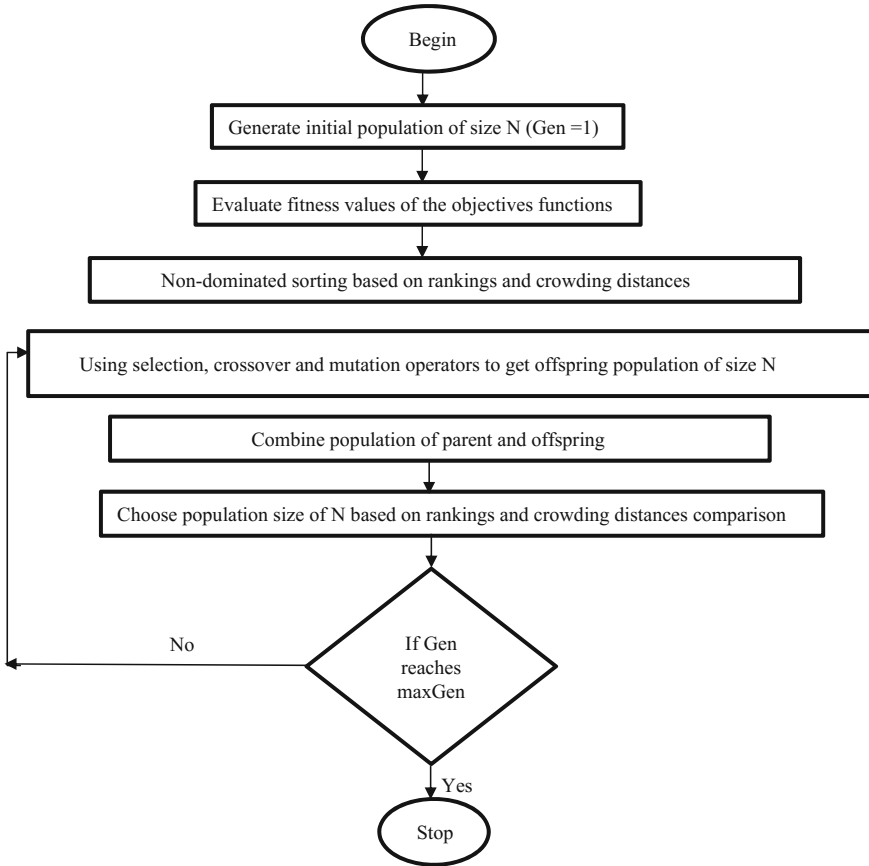 Begin
Generate initial population of size N (Gen =1)
Evaluate fitness values of the objectives functions
Non-dominated sorting based on rankings and crowding distances
Using selection, crossover and mutation operators to get offspring population of size N
Combine population of parent and offspring
Choose population size of N based on rankings and crowding distances comparison
If Gen
reaches
maxGen
No
Yes
Stop